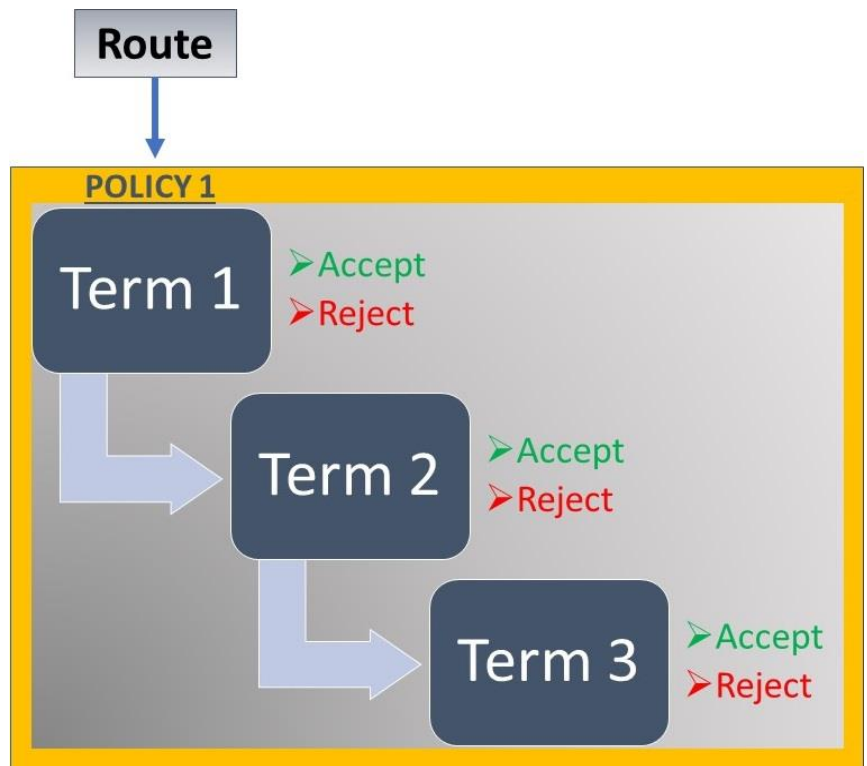 Route
POLICY 1
Term 1
➢Accept
➢Reject
Term 2
➢Accept
➢Reject
Term 3
➢Accept
➢Reject